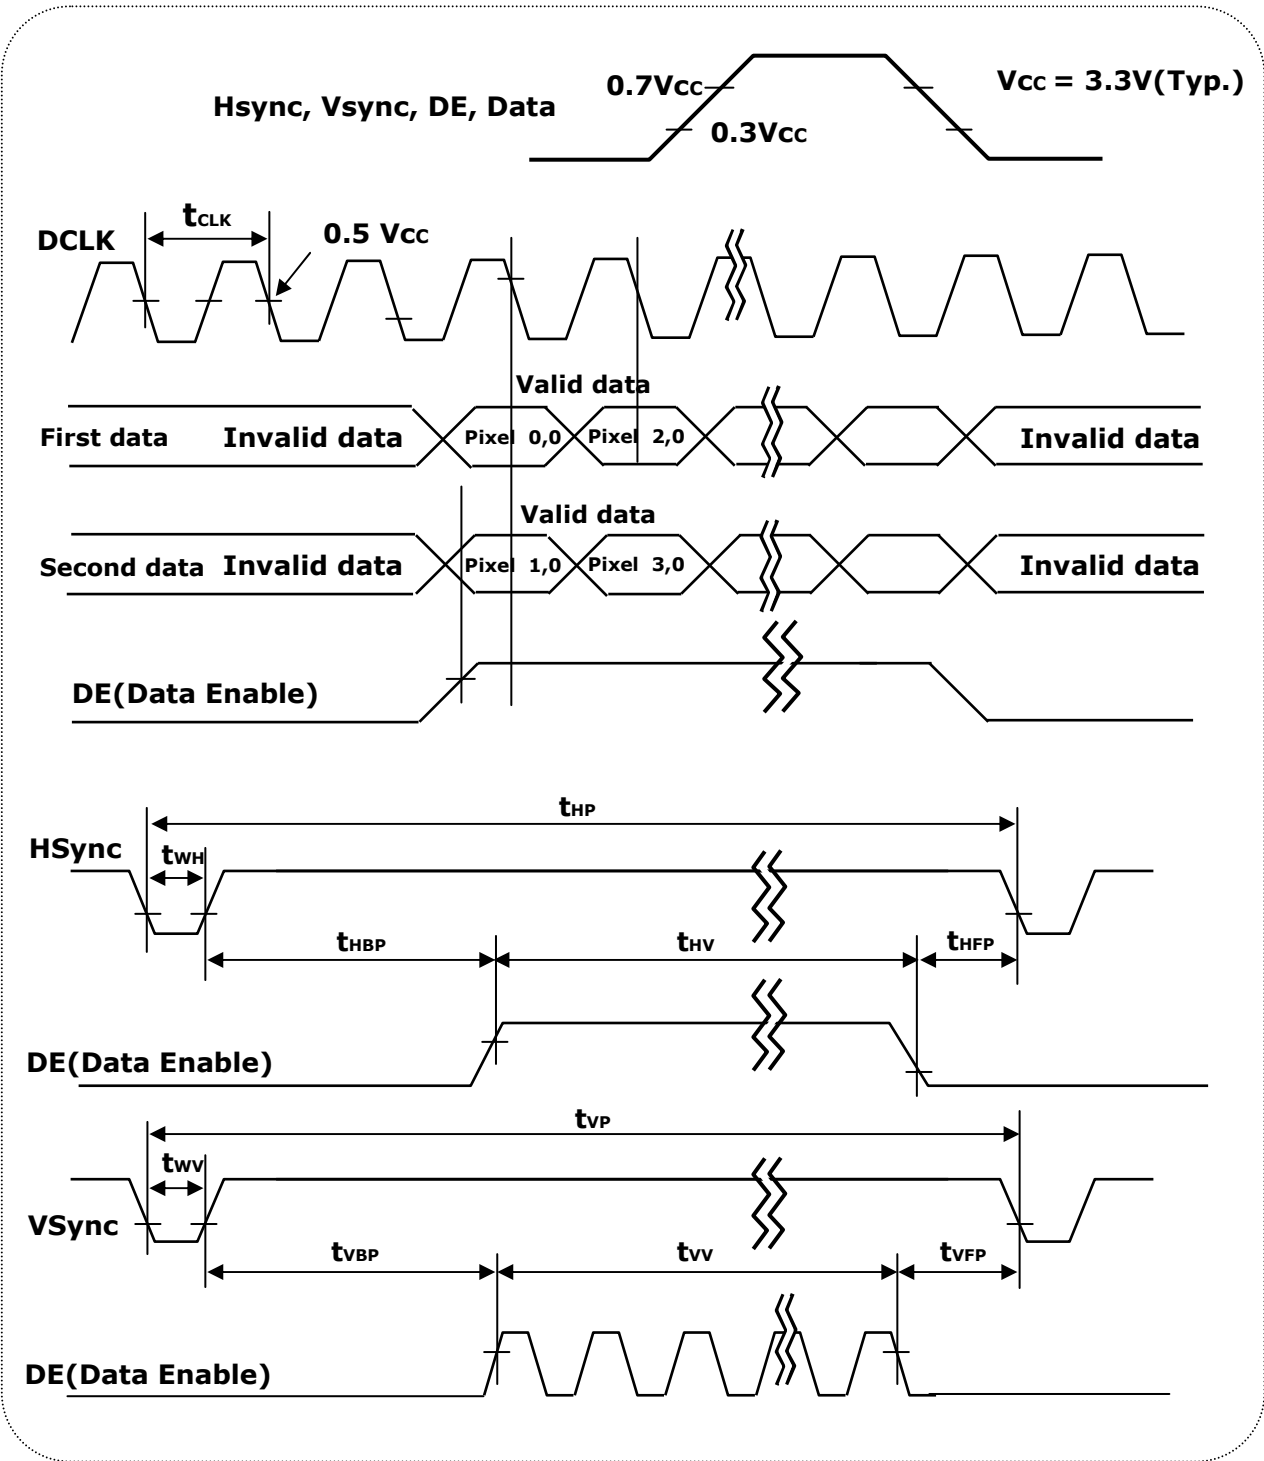 0.7VCC
VCC = 3.3V(Typ.)
Hsync, Vsync, DE, Data
0.3VCC
tCLK
DCLK
0.5 VCC
Valid data
First data
Invalid data
Pixel 0,0
Pixel 2,0
Invalid data
Valid data
Second data
Invalid data
Pixel 1,0
Pixel 3,0
Invalid data
DE(Data Enable)
tHP
HSync
tWH
tHBP
tHV
tHFP
DE(Data Enable)
tVP
tWV
VSync
tVBP
tVV
tVFP
DE(Data Enable)